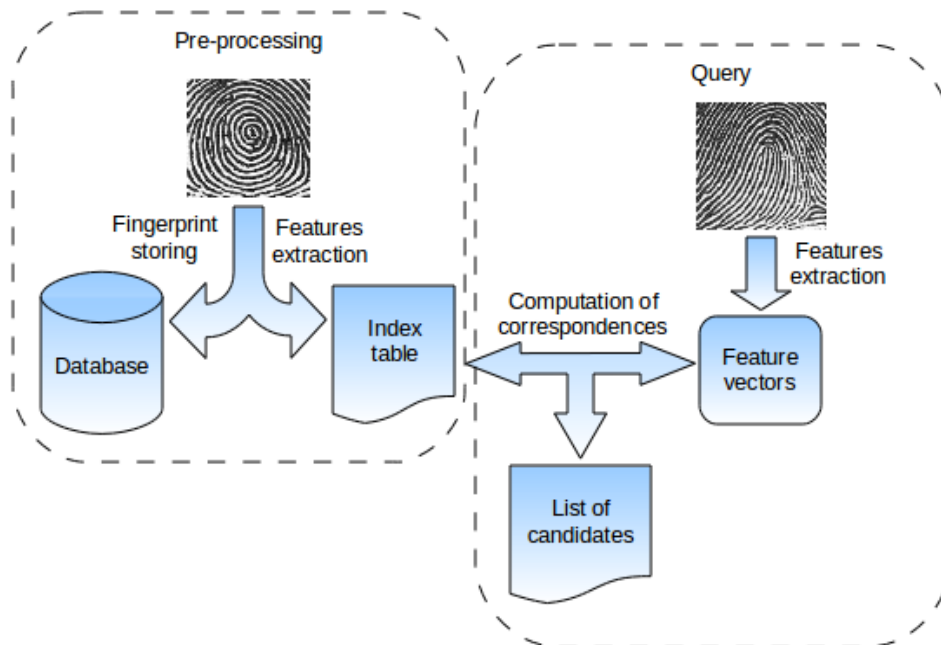 Pre-processing
Fingerprint
storing
Features
extraction
Database
Index
table
Query
Features
extraction
Computation of
correspondences
Feature
vectors
List of
candidates